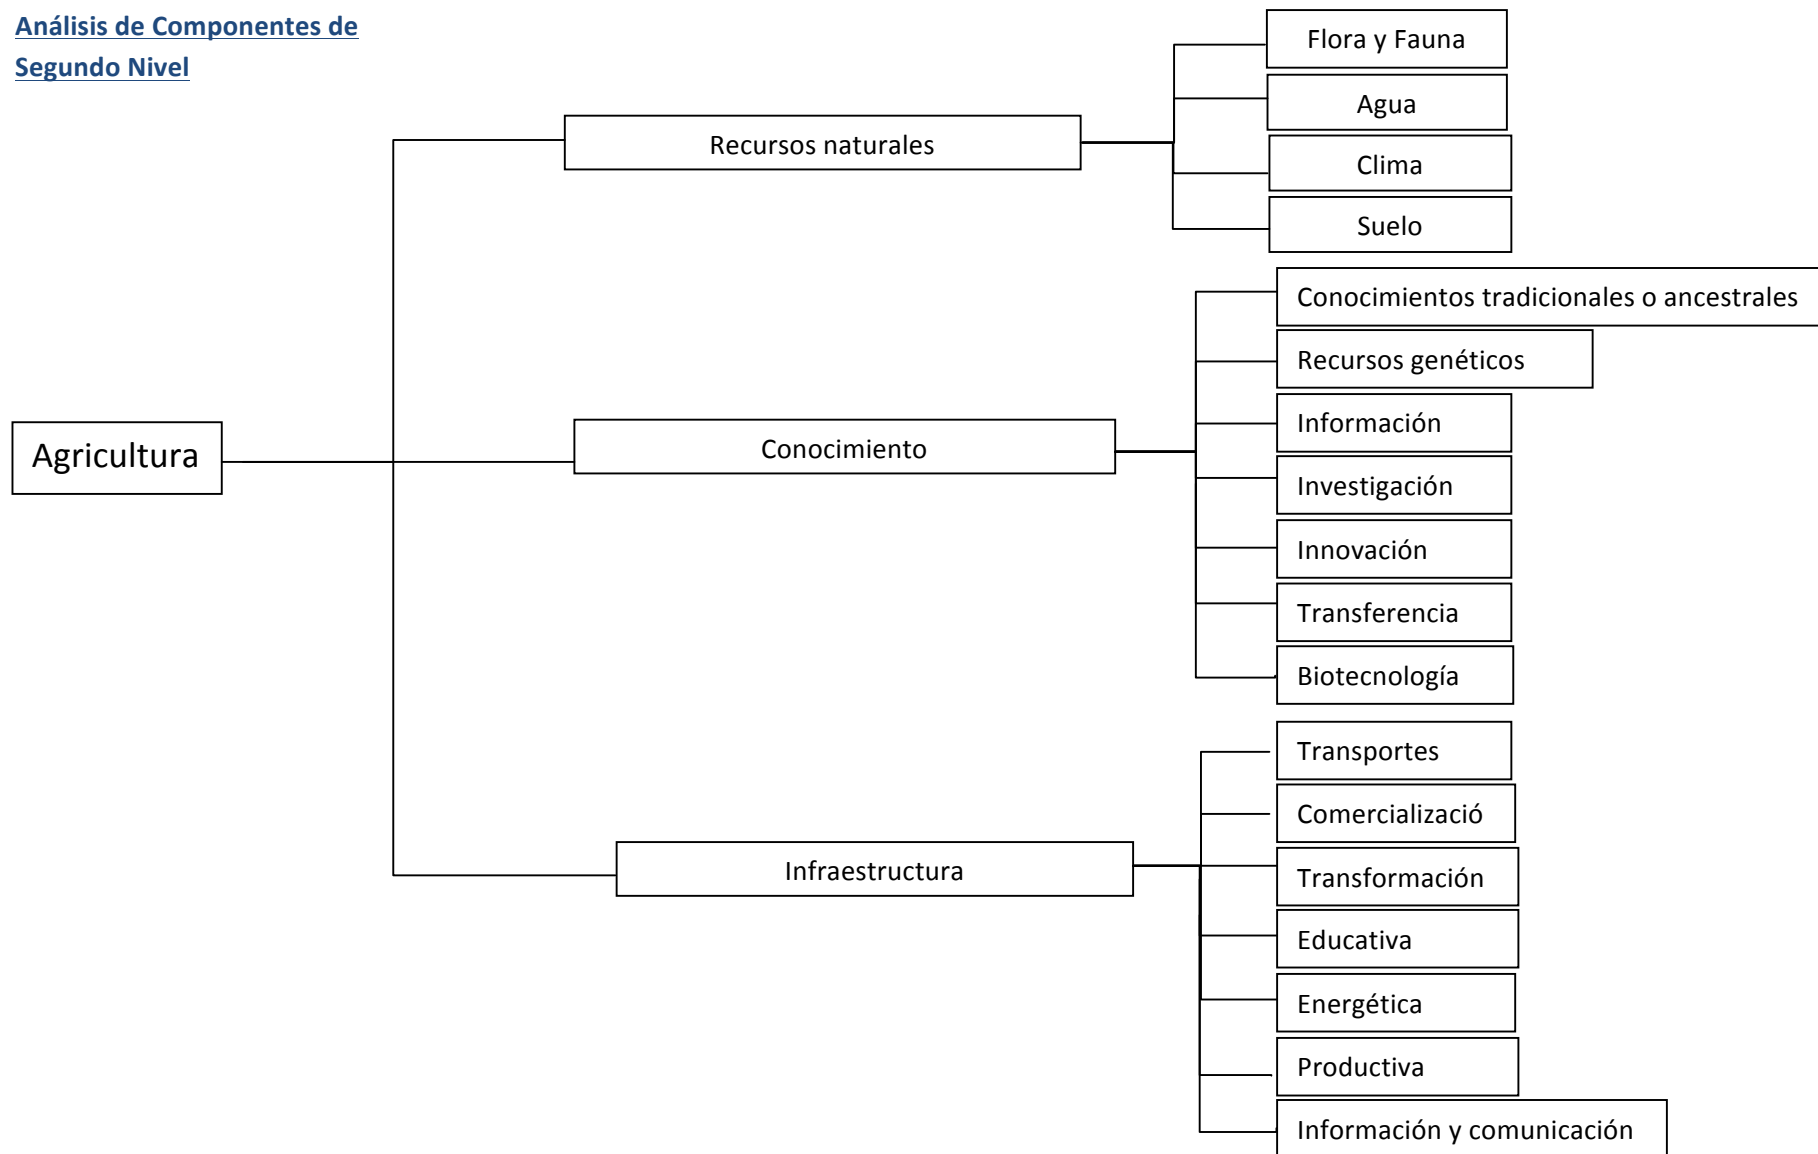 Análisis de Componentes de
Segundo Nivel
Agricultura
Recursos naturales
Flora y Fauna
Agua
Clima
Suelo
Conocimiento
Conocimientos tradicionales o ancestrales
Recursos genéticos
Información
Investigación
Innovación
Transferencia
Biotecnología
Infraestructura
Transportes
Comercializació
Transformación
Educativa
Energética
Productiva
Información y comunicación